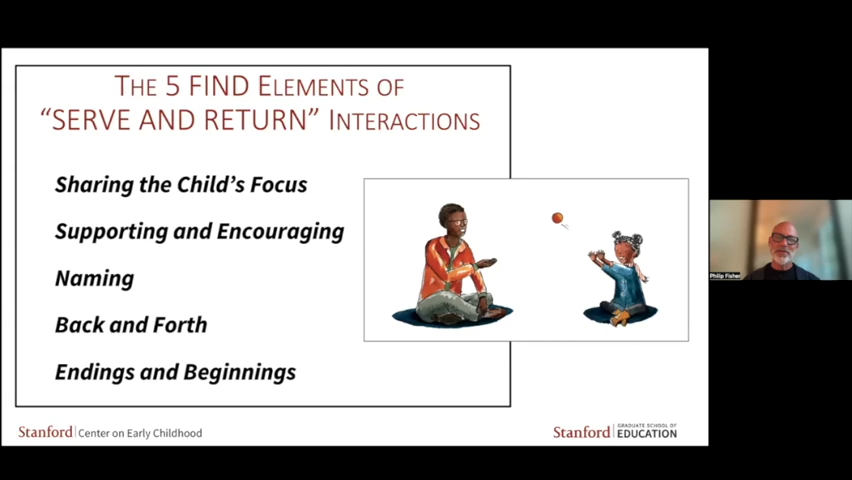 THE 5 FIND ELEMENTS OF
“SERVE AND RETURN” INTERACTIONS
Sharing the Child’s Focus
Supporting and Encouraging
Naming
Back and Forth
Endings and Beginnings
Stanford | Center on Early Childhood
Stanford | GRADUATE SCHOOL OF
EDUCATION
Philip Fisher